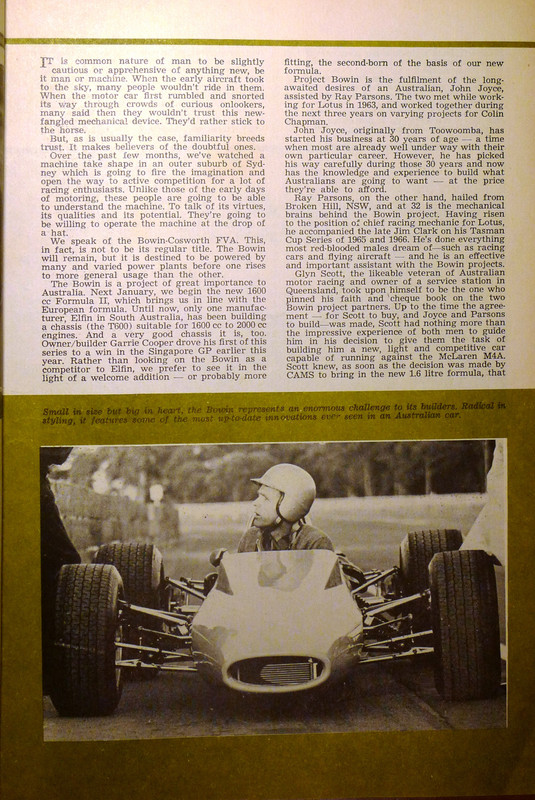 IT is common nature of man to be slightly
cautious or apprehensive of anything new, be
it man or machine. When the early aircraft took
to the sky, many people wouldn't ride in them.
When the motor car first rumbled and snorted
its way through crowds of curious onlookers,
many said then they wouldn't trust this new-
fangled mechanical device. They'd rather stick to
the horse.
But, as is usually the case, familiarity breeds
trust. It makes believers of the doubtful ones.
Over the past few months, we've watched a
machine take shape in an outer suburb of Syd-
ney which is going to fire the imagination and
open the way to active competition for a lot of
racing enthusiasts. Unlike those of the early days
of motoring, these people are going to be able
to understand the machine. To talk of its virtues,
its qualities and its potential. They're going to
be willing to operate the machine at the drop of
a hat.
We speak of the Bowin-Cosworth FVA. This,
in fact, is not to be its regular title. The Bowin
will remain, but it is destined to be powered by
many and varied power plants before one rises
to more general usage than the other.
The Bowin is a project of great importance to
Australia. Next January, we begin the new 1600
cc Formula II, which brings us in line with the
European formula. Until now, only one manufac-
turer, Elfin in South Australia, has been building
a chassis (the T600) suitable for 1600 cc to 2000 cc
engines. And a very good chassis it is, too.
Owner/builder Garrie Cooper drove his first of this
series to a win in the Singapore GP earlier this
year. Rather than looking on the Bowin as a
competitor to Elfin, we prefer to see it in the
light of a welcome addition — or probably more
fitting, the second-born of the basis of our new
formula.
Project Bowin is the fulfilment of the long-
awaited desires of an Australian, John Joyce,
assisted by Ray Parsons. The two met while work-
ing for Lotus in 1963, and worked together during
the next three years on varying projects for Colin
Chapman.
John Joyce, originally from Toowoomba, has
started his business at 30 years of age — a time
when most are already well under way with their
own particular career. However, he has picked
his way carefully during those 30 years and now
has the knowledge and experience to build what
Australians are going to want — at the price
they're able to afford.
Ray Parsons, on the other hand, hailed from
Broken Hill, NSW, and at 32 is the mechanical
brains behind the Bowin project. Having risen
to the position of chief racing mechanic for Lotus,
he accompanied the late Jim Clark on his Tasman
Cup Series of 1965 and 1966. He's done everything
most red-blooded males dream of—such as racing
cars and flying aircraft — and he is an effective
and important assistant with the Bowin projects.
Glyn Scott, the likeable veteran of Australian
motor racing and owner of a service station in
Queensland, took upon himself to be the one who
pinned his faith and cheque book on the two
Bowin project partners. Up to the time the agree-
ment — for Scott to buy, and Joyce and Parsons
to build—was made, Scott had nothing more than
the impressive experience of both men to guide
him in his decision to give them the task of
building him a new, light and competitive car
capable of running against the McLaren M4A.
Scott knew, as soon as the decision was made by
CAMS to bring in the new 1.6 litre formula, that
Small in size but big in heart, the Bowin represents an enormous challenge to its builders. Radical in
styling, it features some of the most up-to-date innovations ever seen in an Australian car.